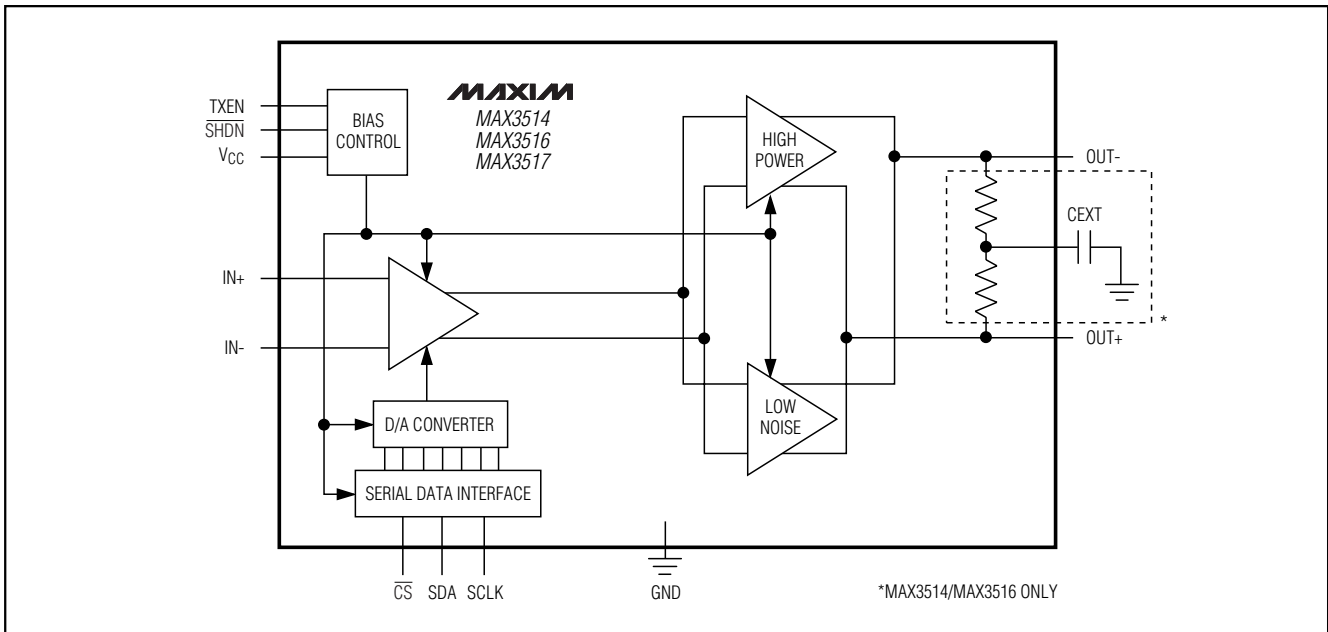 MAXIM
MAX3514
MAX3516
MAX3517
TXEN
SHDN
VCC
BIAS
CONTROL
HIGH
POWER
OUT-
CEXT
IN+
IN-
*
OUT+
D/A CONVERTER
LOW
NOISE
SERIAL DATA INTERFACE
CS SDA SCLK
GND
*MAX3514/MAX3516 ONLY